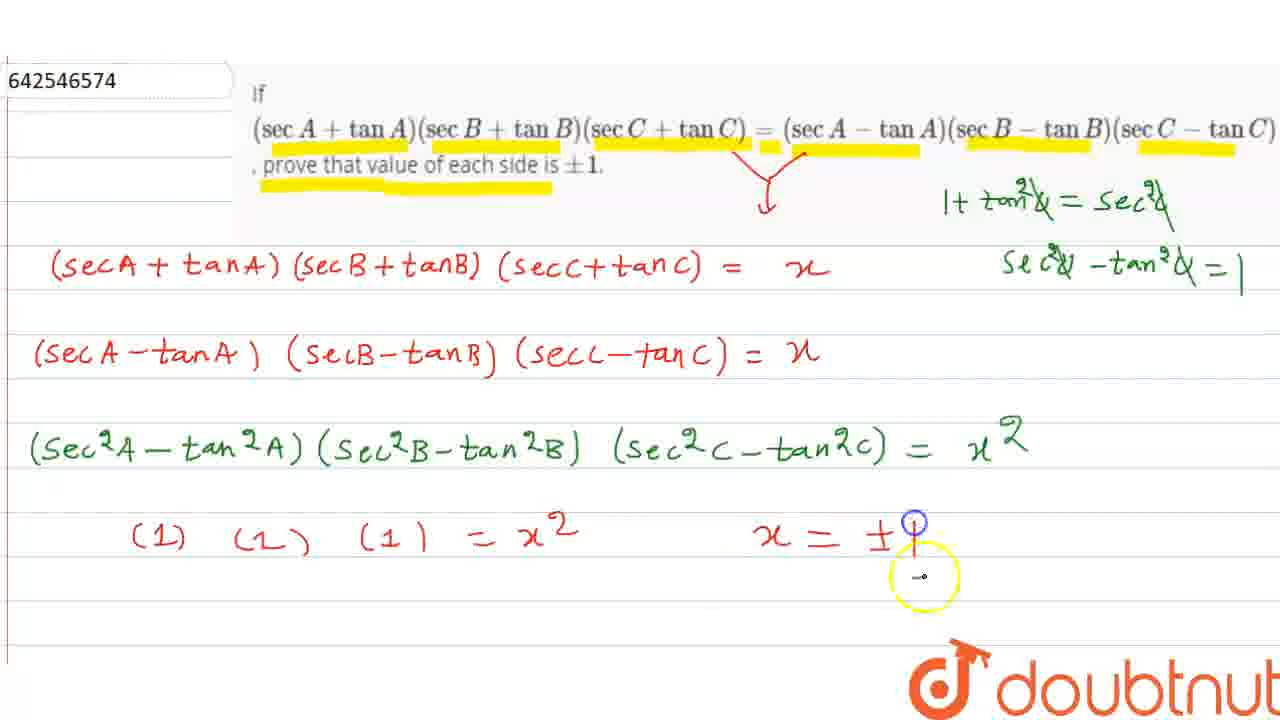 642546574
If
(sec A + tan A)(sec B + tan B)(sec C + tan C) = (sec A − tan A)(sec B − tan B)(sec C − tan C)
, prove that value of each side is ±1.
1 + tan²α = sec²α
(secA + tanA) (secB + tanB) (secC + tanC) = x
sec²α − tan²α = 1
(secA − tanA) (secB − tanB) (secC − tanC) = x
(sec²A − tan²A) (sec²B − tan²B) (sec²C − tan²C) = x²
(1) (1) (1) = x² x = ±1
doubtnut